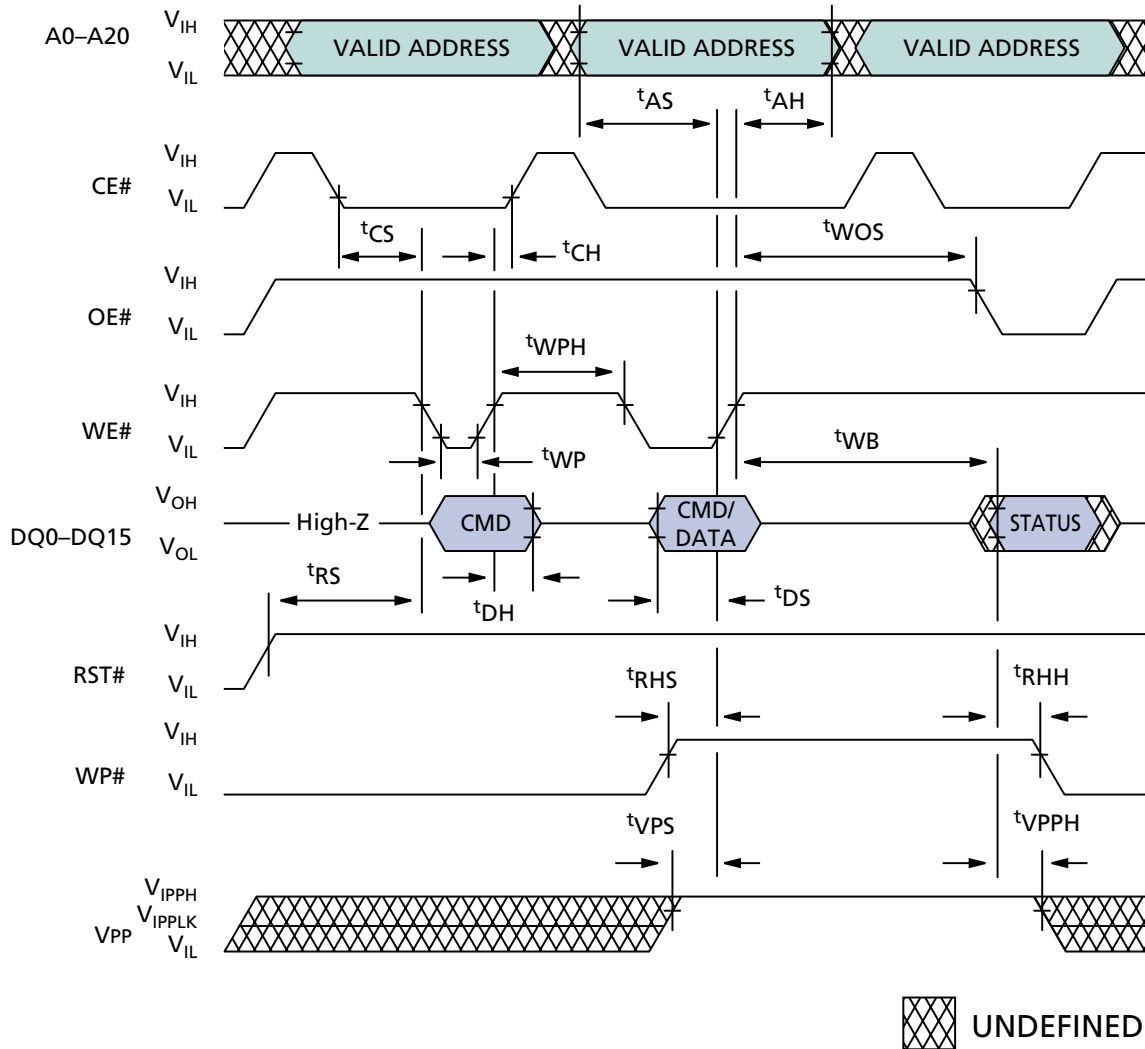 A0–A20
VIH
VIL
VALID ADDRESS
VALID ADDRESS
VALID ADDRESS
tAS
tAH
CE#
VIH
VIL
tCS
tCH
tWOS
OE#
VIH
VIL
tWPH
WE#
VIH
VIL
tWP
tWB
DQ0–DQ15
VOH
VOL
High-Z
CMD
CMD/
DATA
STATUS
tRS
tDH
tDS
RST#
VIH
VIL
tRHS
tRHH
WP#
VIH
VIL
tVPS
tVPPH
VPP
VIPPH
VIPPLK
VIL
UNDEFINED